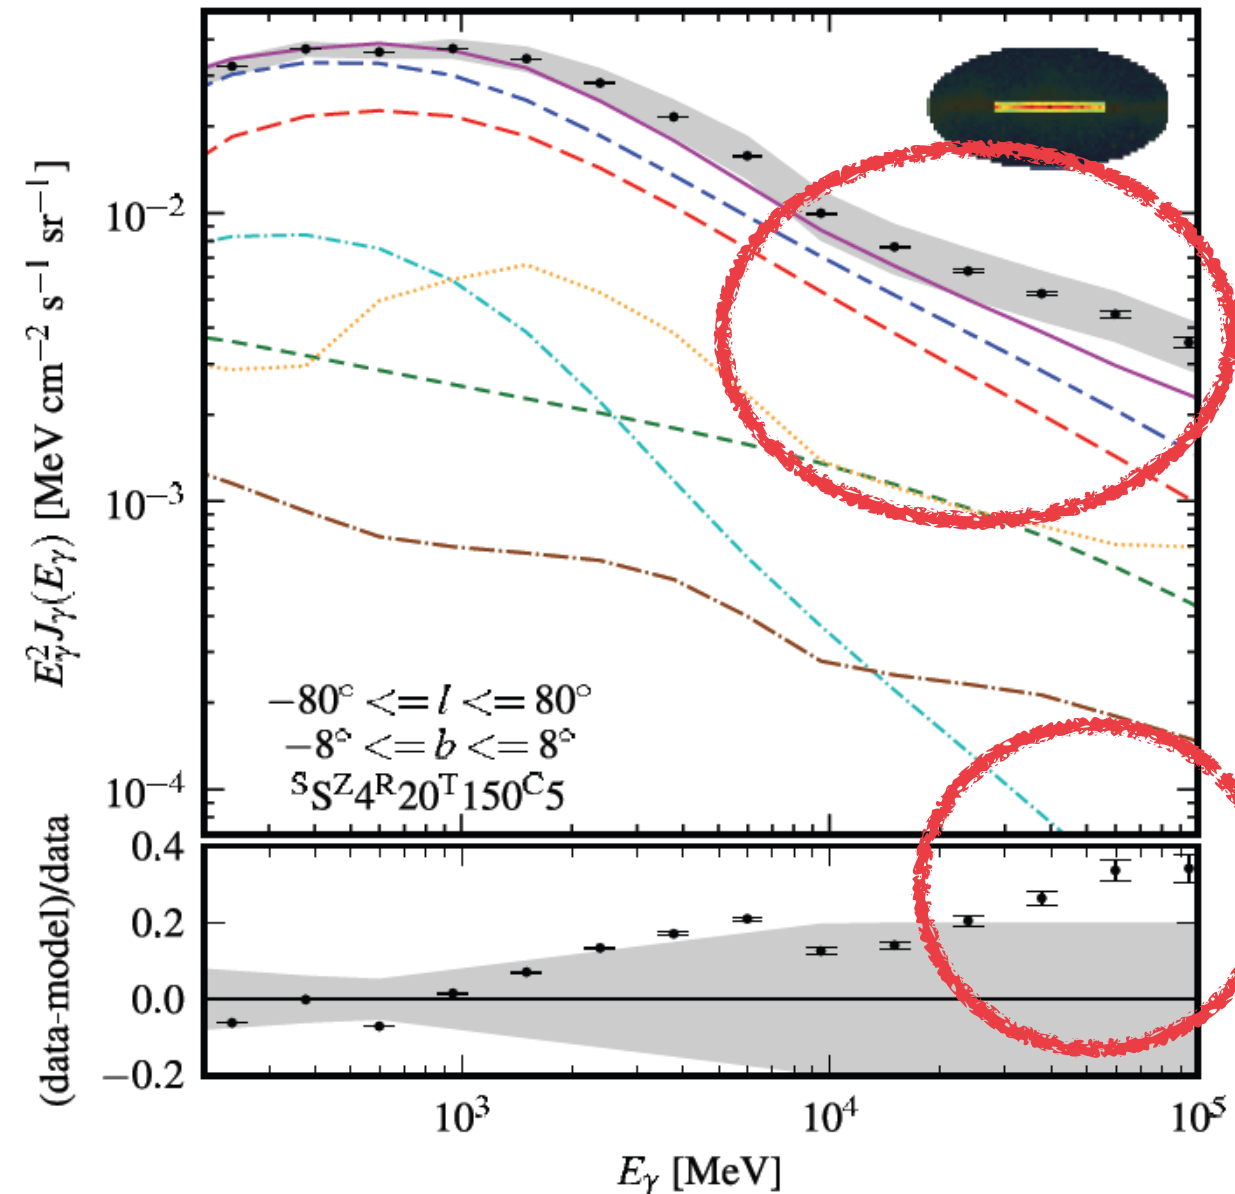 E²γJγ(Eγ) [MeV cm⁻² s⁻¹ sr⁻¹]
10⁻²
10⁻³
10⁻⁴
−80° <= l <= 80°
−8° <= b <= 8°
ˢSᶻ4ᴿ20ᵀ150ᶜ5
(data-model)/data
0.4
0.2
0.0
−0.2
10³ 10⁴ 10⁵
Eγ [MeV]